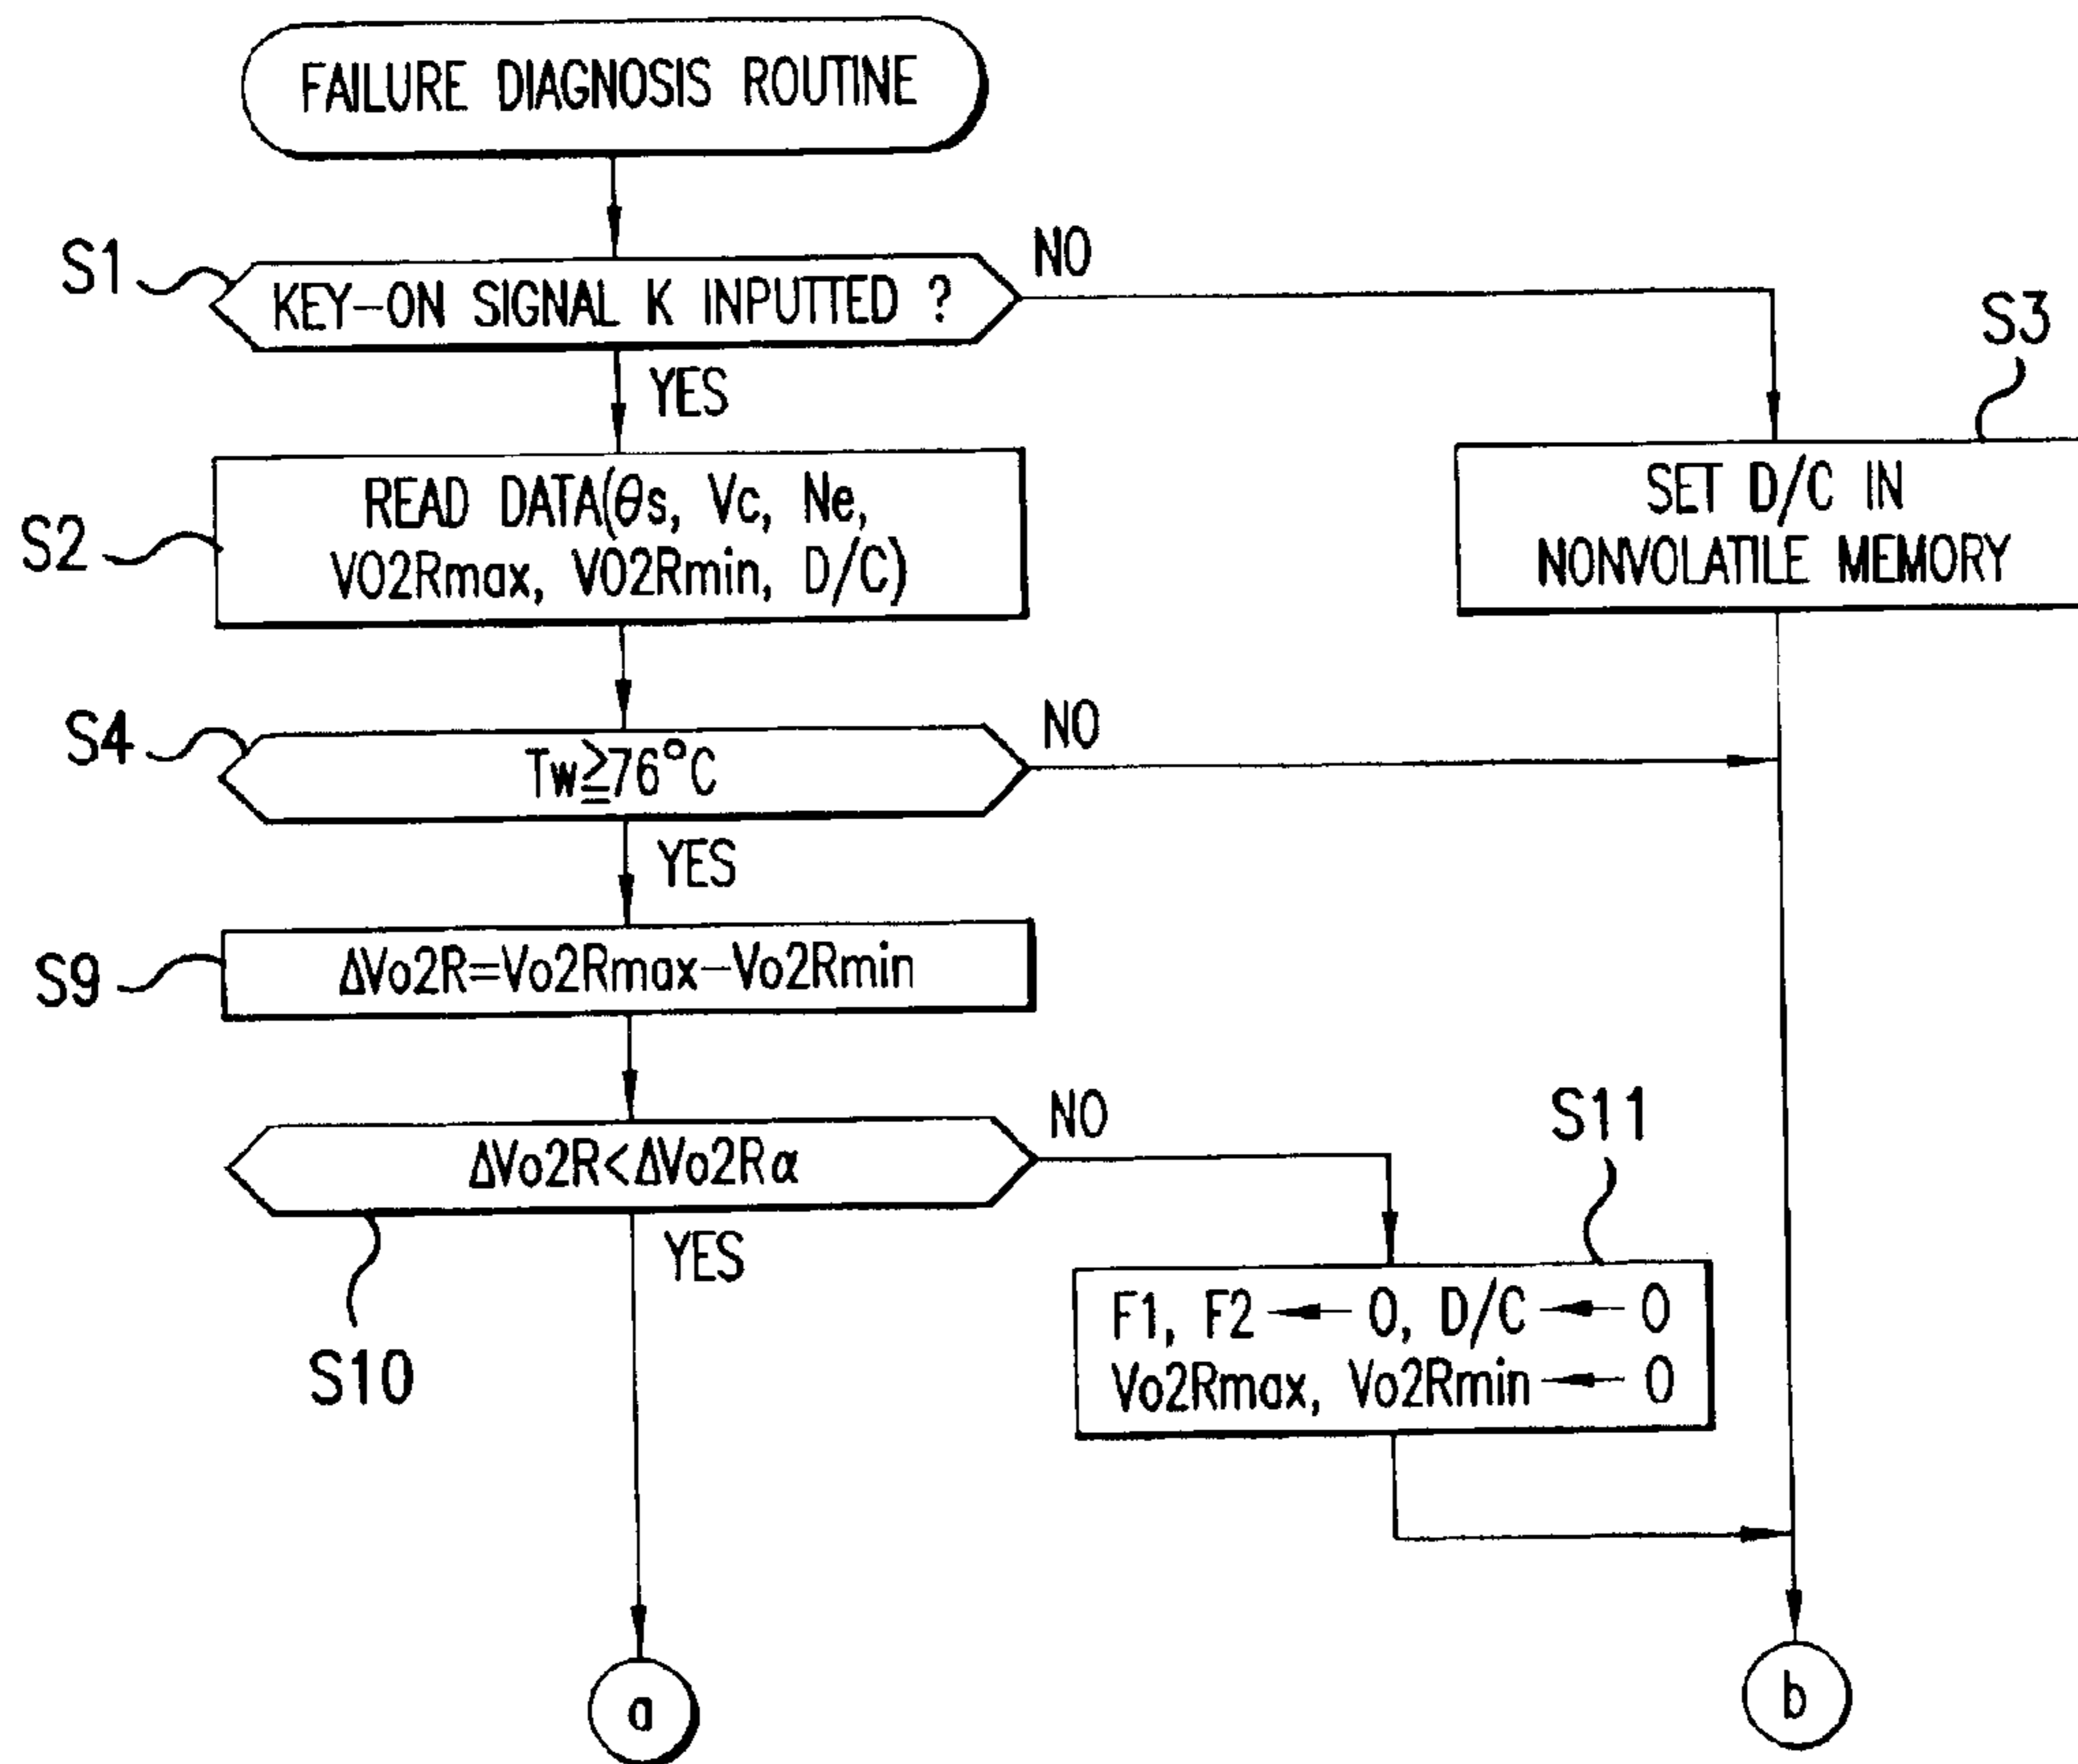 FAILURE DIAGNOSIS ROUTINE
S1
KEY-ON SIGNAL K INPUTTED ?
NO
YES
S3
S2
READ DATA(θs, Vc, Ne,
VO2Rmax, VO2Rmin, D/C)
SET D/C IN
NONVOLATILE MEMORY
S4
Tw≧76°C
NO
YES
S9
ΔVo2R=Vo2Rmax-Vo2Rmin
ΔVo2R<ΔVo2Rα
NO
YES
S10
S11
F1, F2 ← 0, D/C ← 0
Vo2Rmax, Vo2Rmin ← 0
a
b